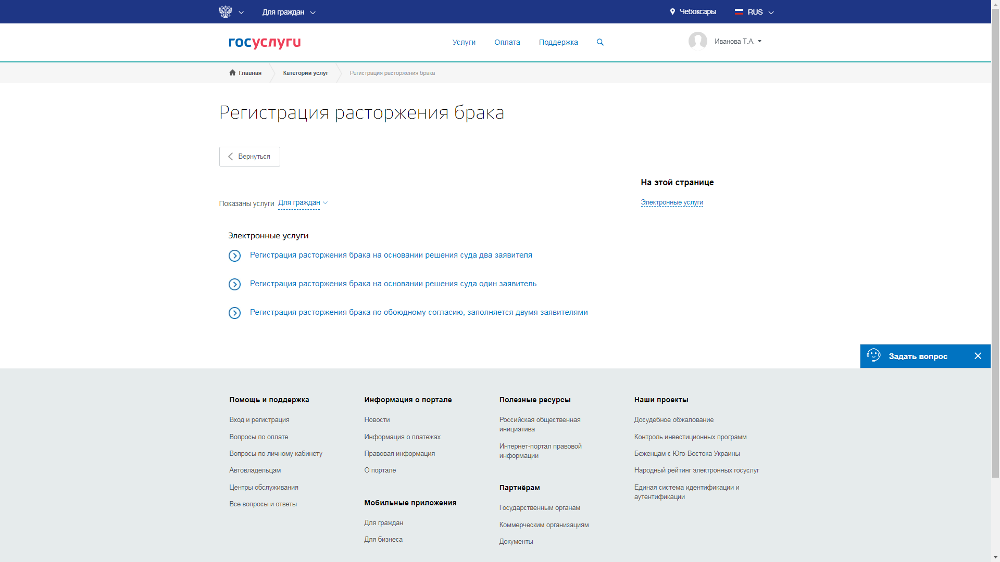 Для граждан
Чебоксары
RUS
госуслуги
Услуги
Оплата
Поддержка
Иванова Т.А.
Главная
Категории услуг
Регистрация расторжения брака
Регистрация расторжения брака
Вернуться
На этой странице
Показаны услуги Для граждан
Электронные услуги
Электронные услуги
Регистрация расторжения брака на основании решения суда два заявителя
Регистрация расторжения брака на основании решения суда один заявитель
Регистрация расторжения брака по обоюдному согласию, заполняется двумя заявителями
Задать вопрос
Помощь и поддержка
Вход и регистрация
Вопросы по оплате
Вопросы по личному кабинету
Автовладельцам
Центры обслуживания
Все вопросы и ответы
Информация о портале
Новости
Информация о платежах
Правовая информация
О портале
Мобильные приложения
Для граждан
Для бизнеса
Полезные ресурсы
Российская общественная
инициатива
Интернет-портал правовой
информации
Партнёрам
Государственным органам
Коммерческим организациям
Документы
Наши проекты
Досудебное обжалование
Контроль инвестиционных программ
Беженцам с Юго-Востока Украины
Народный рейтинг электронных госуслуг
Единая система идентификации и
аутентификации